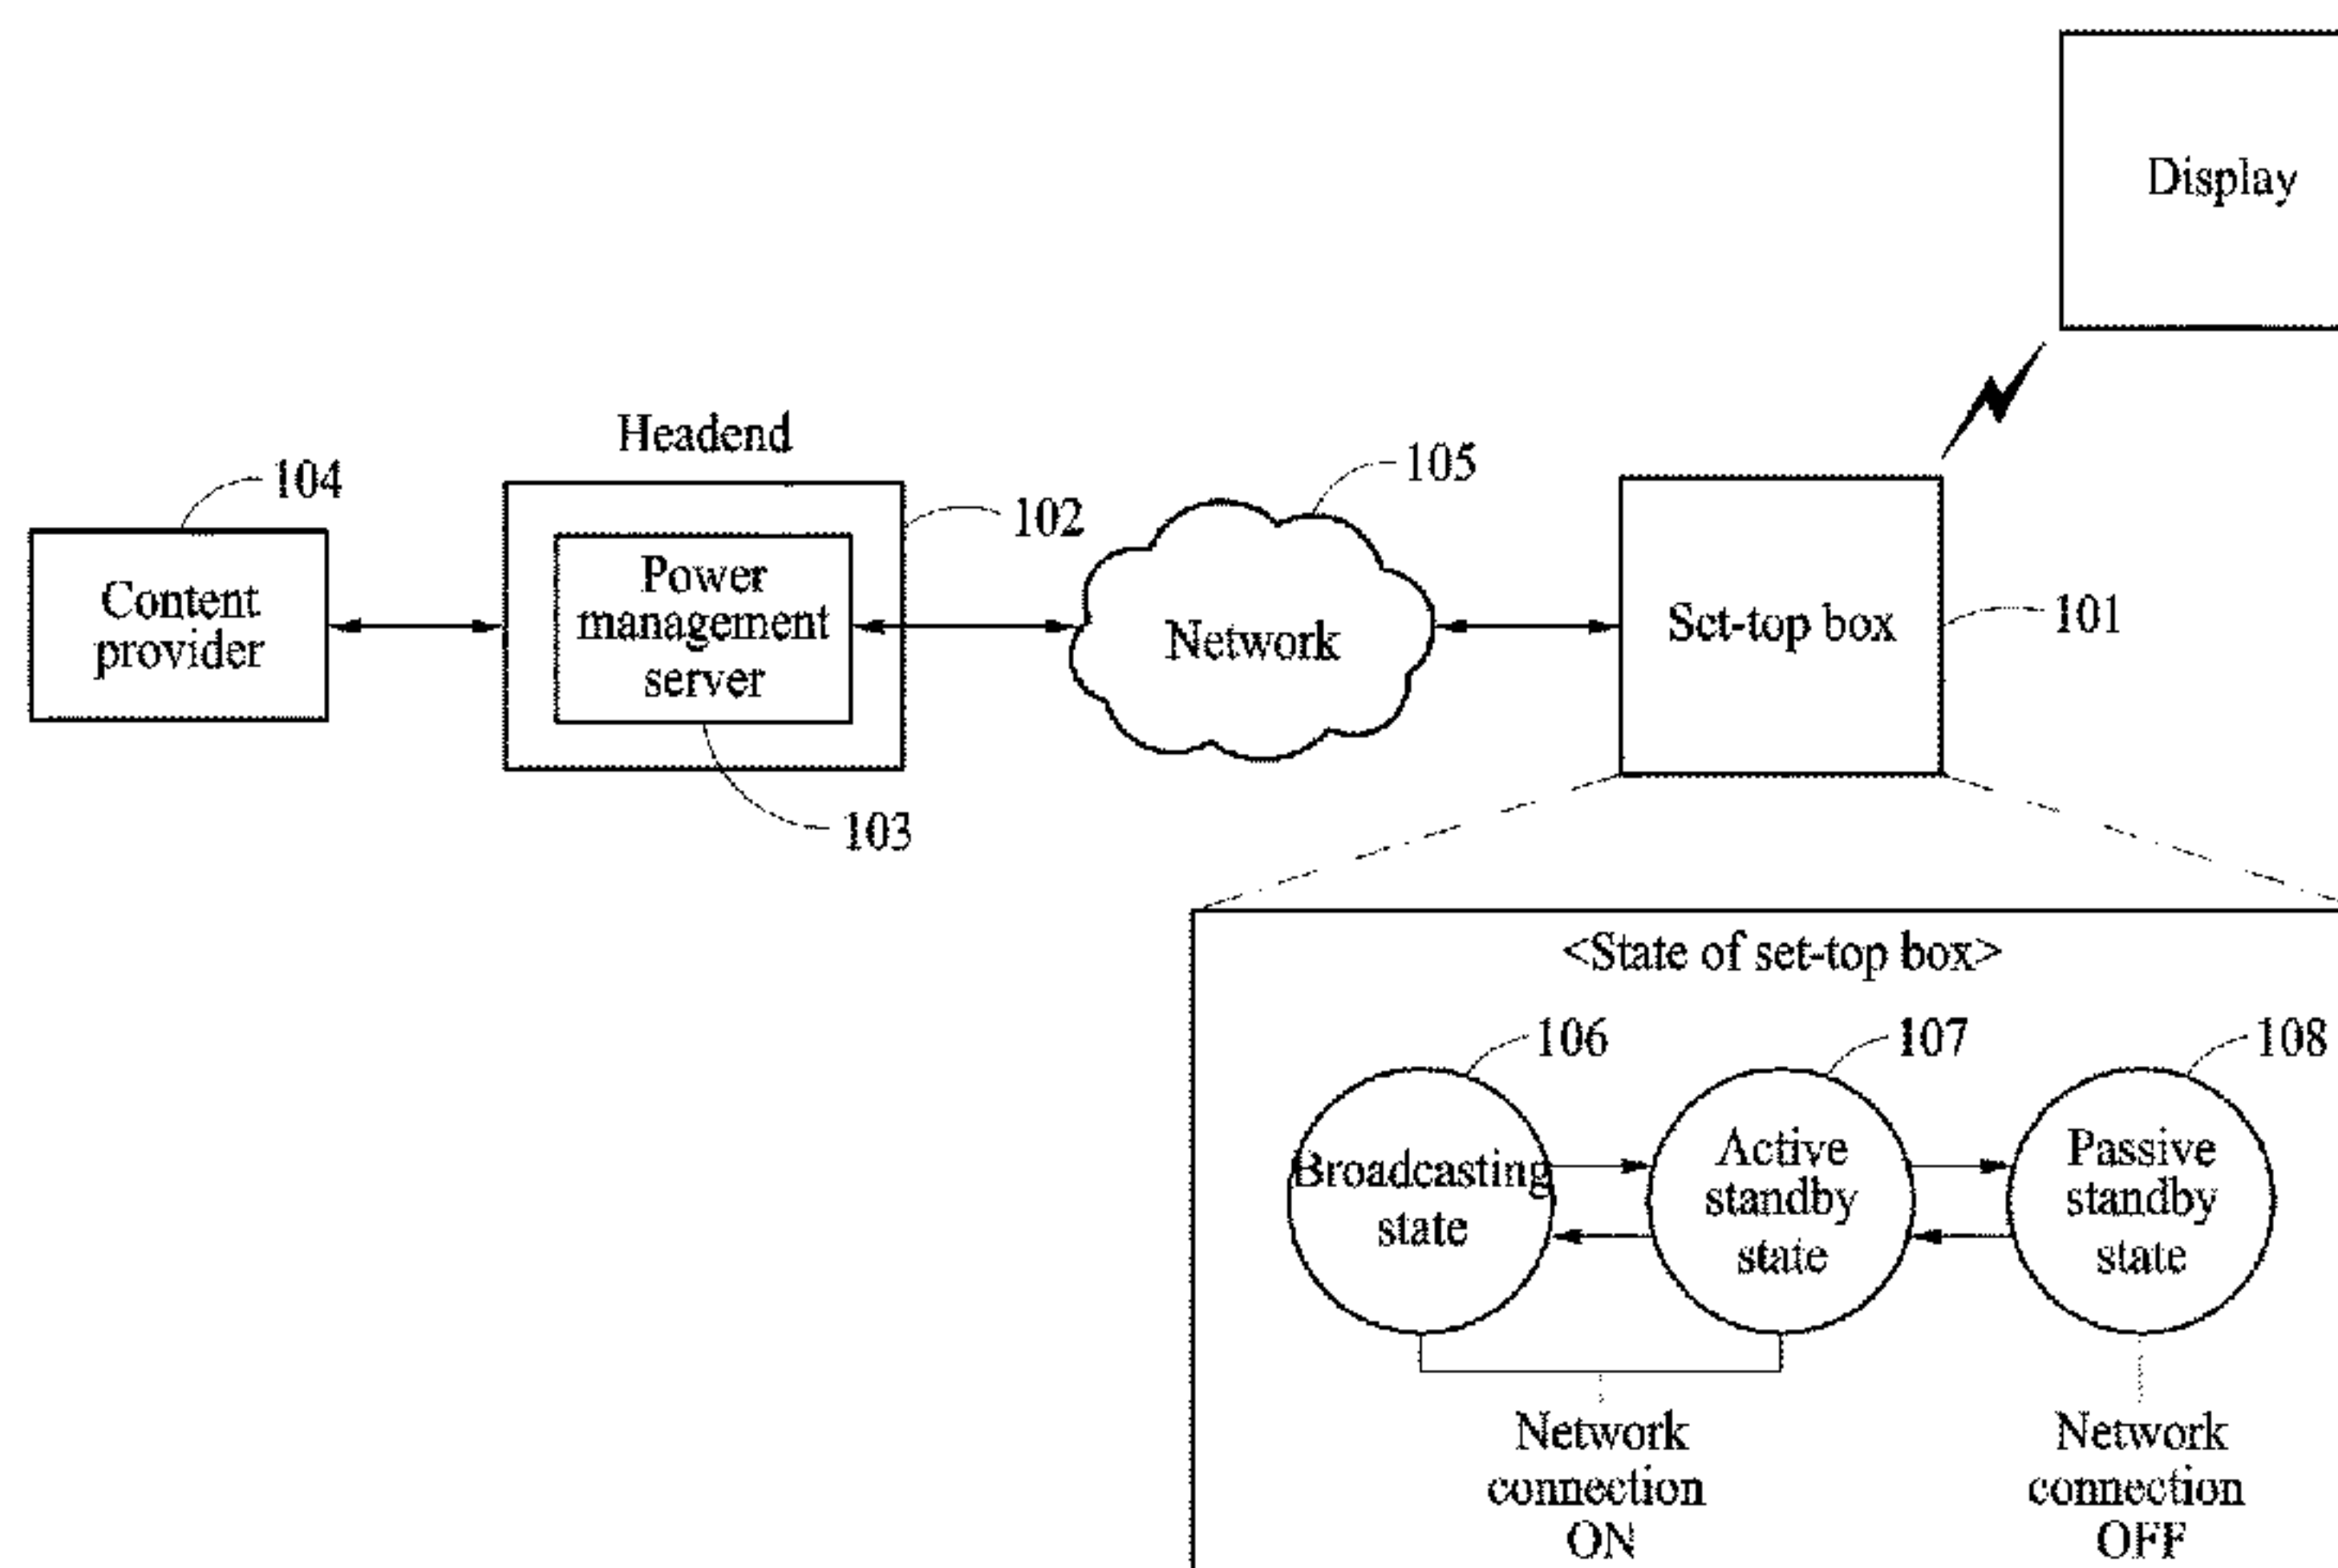 Display
Headend
104
105
102
Content
provider
Power
management
server
Network
Set-top box
101
103
<State of set-top box>
106
107
108
Broadcasting
state
Active
standby
state
Passive
standby
state
Network
connection
ON
Network
connection
OFF